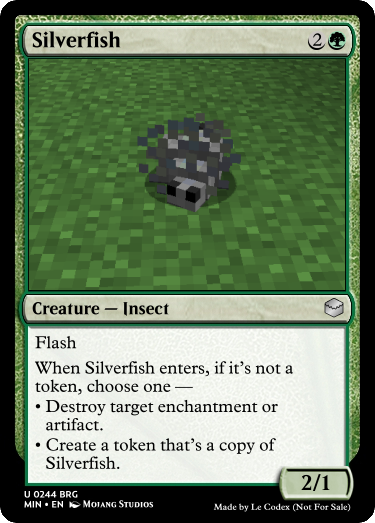 Silverfish 2
Creature — Insect
Flash
When Silverfish enters, if it's not a
token, choose one —
• Destroy target enchantment or
artifact.
• Create a token that's a copy of
Silverfish.
2/1
U 0244 BRG
MIN • EN Mojang Studios
Made by Le Codex (Not For Sale)